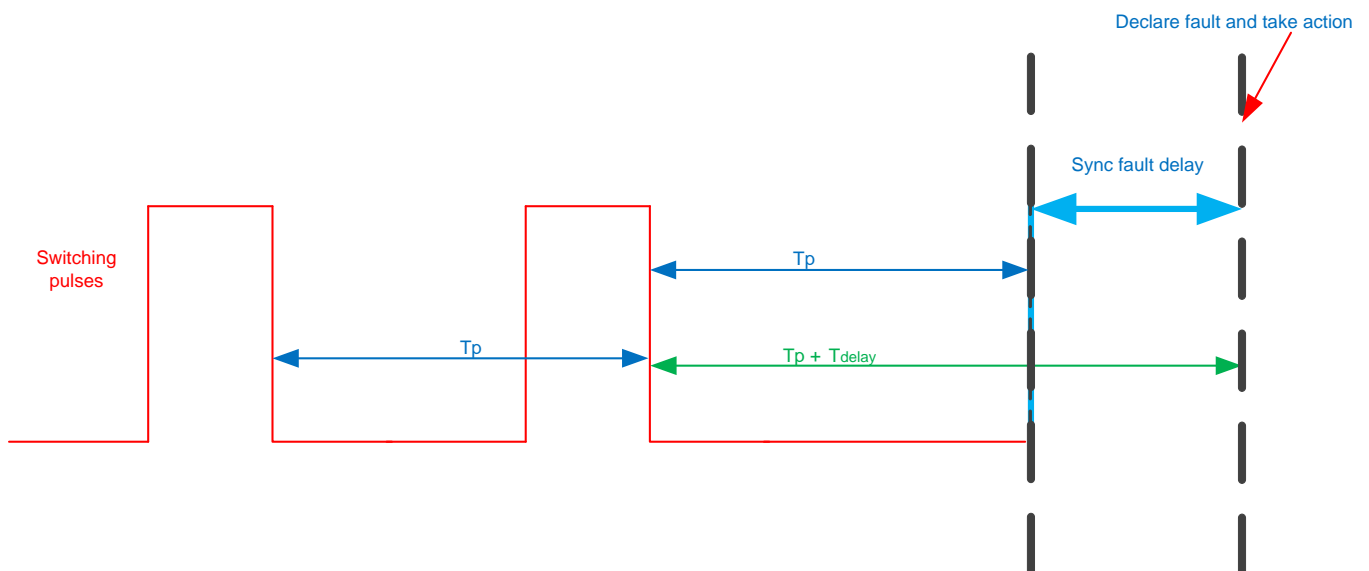 Declare fault and take action
Sync fault delay
Switching
pulses
Tp
Tp
Tp + Tdelay